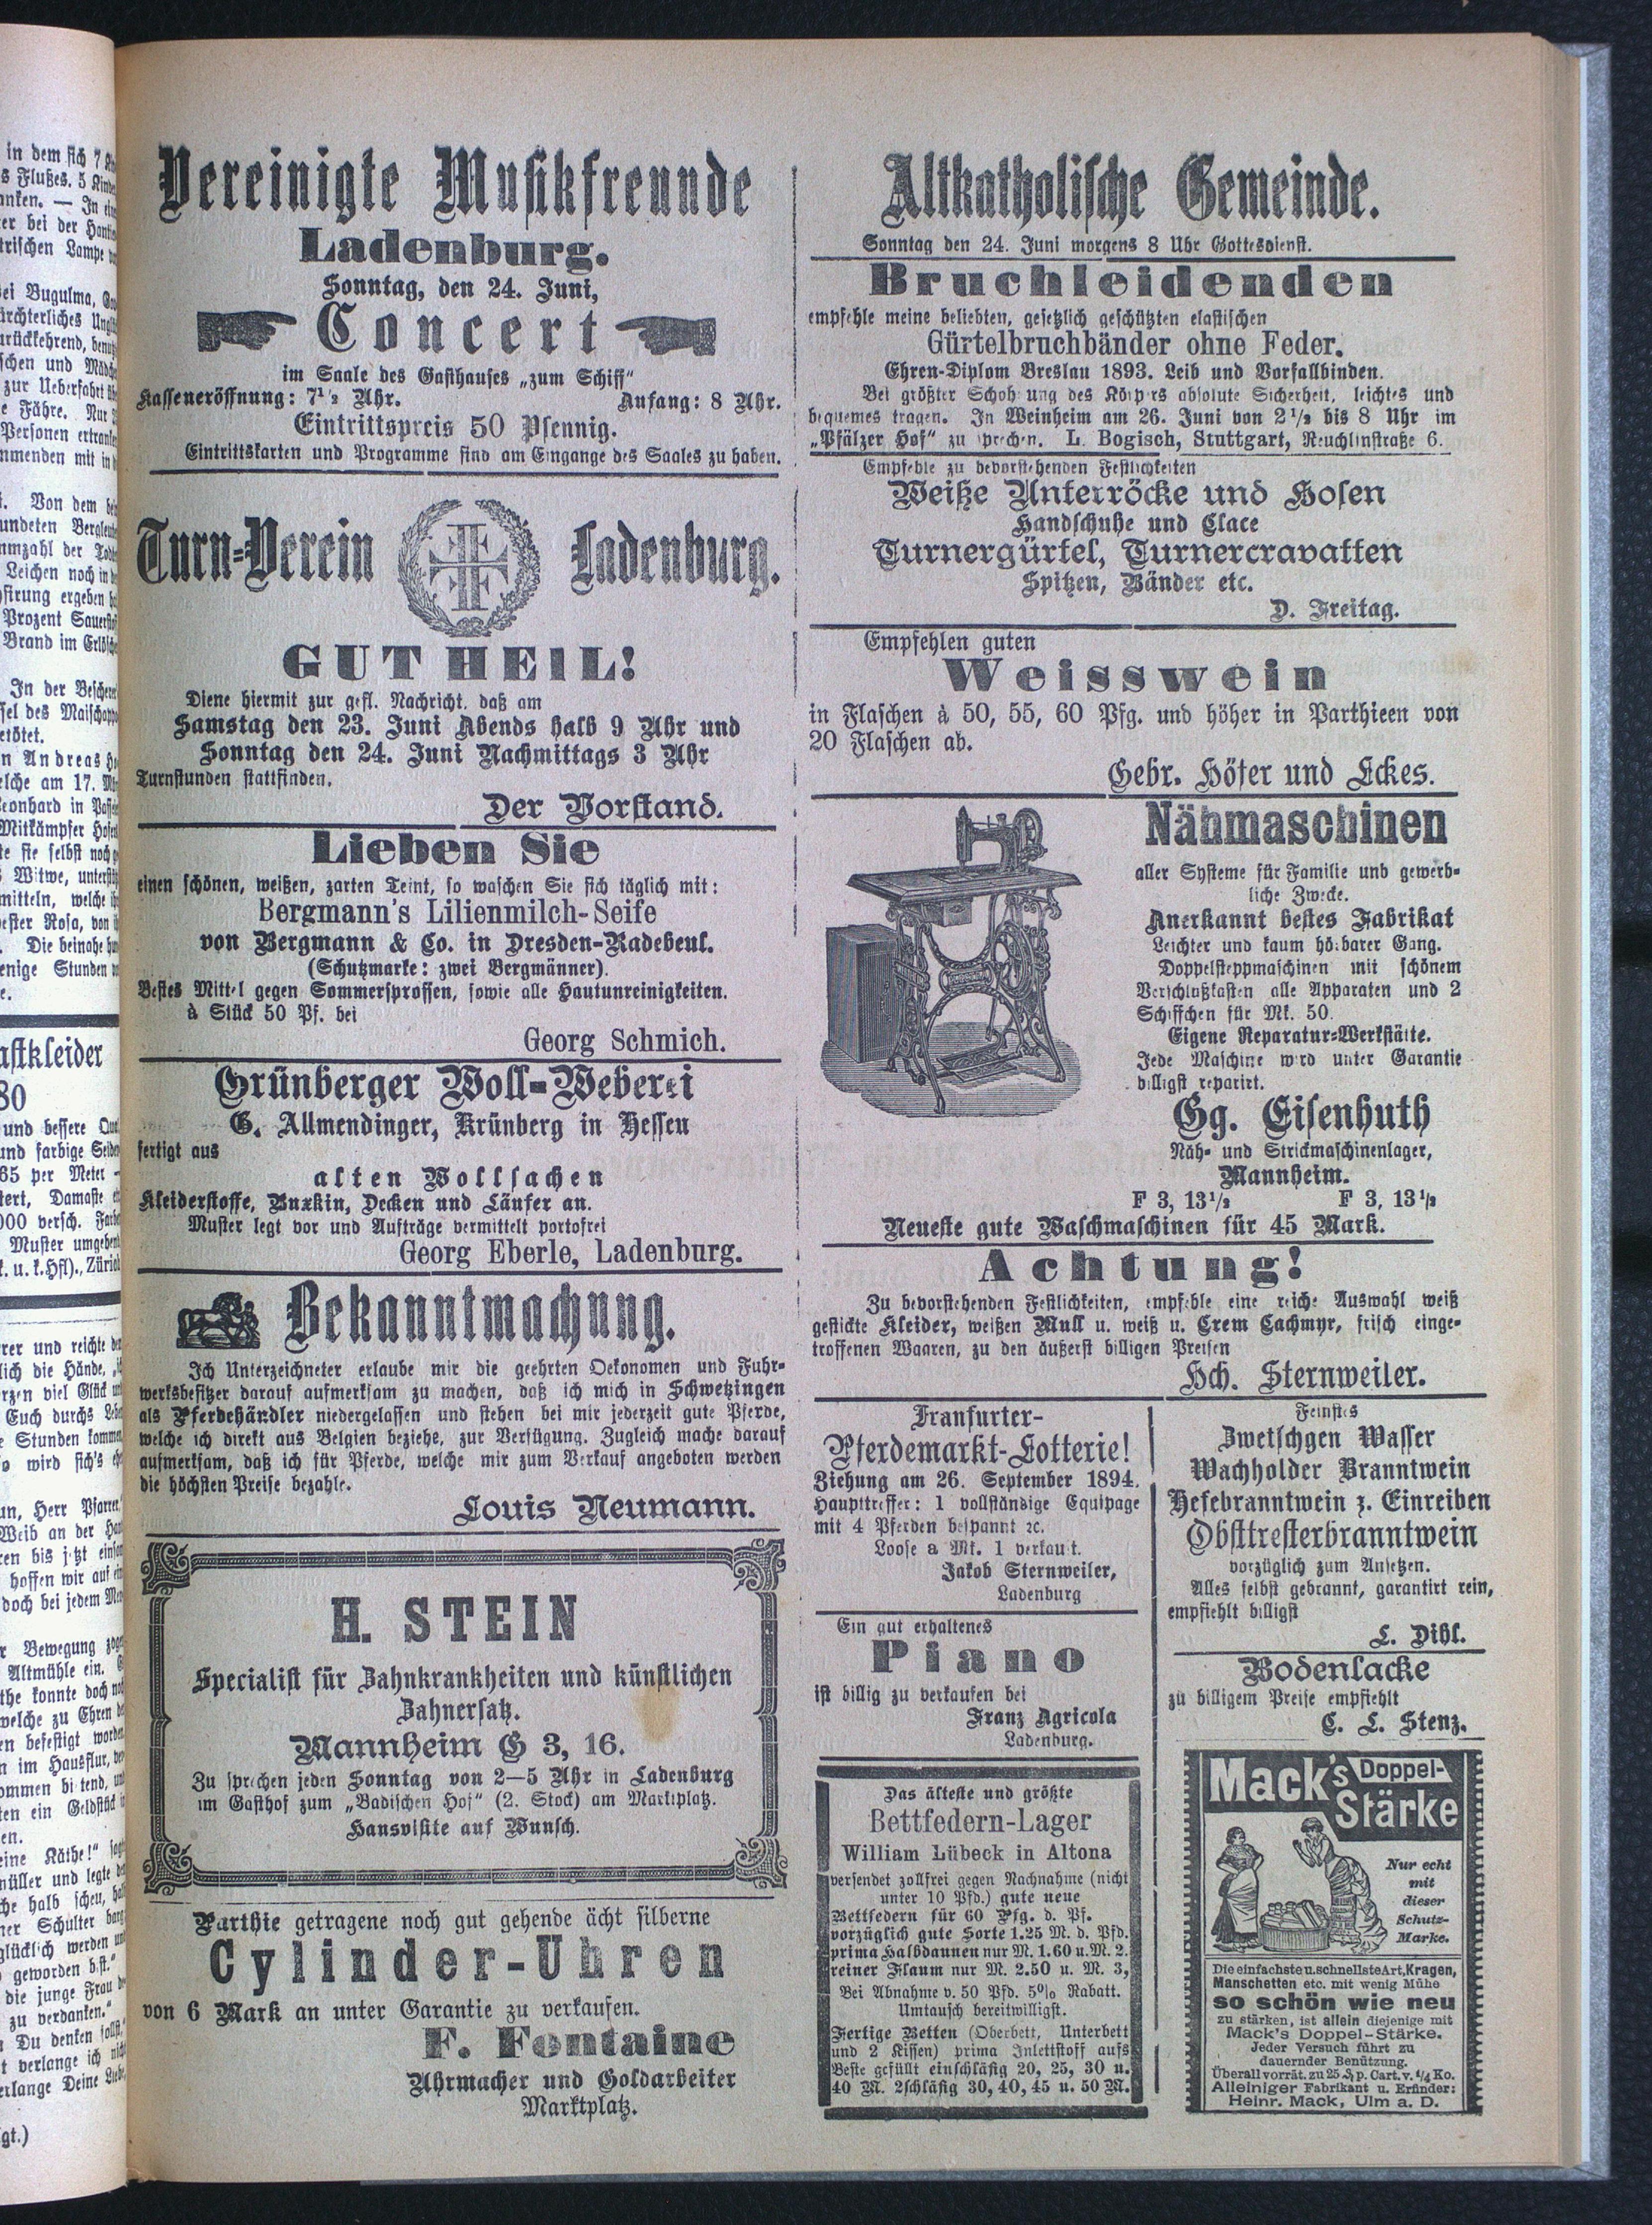 Vereinigte Musikfreunde
Ladenburg.
Sonntag, den 24. Juni,
Concert
im Saale des Gasthauses „zum Schiff“
Kasseneröffnung: 7½ Uhr. Anfang: 8 Uhr.
Eintrittspreis 50 Pfennig.
Eintrittskarten und Programme sind am Eingange des Saales zu haben.
Turn-Verein Ladenburg.
GUT HEIL!
Diene hiermit zur gefl. Nachricht, daß am
Samstag den 23. Juni Abends halb 9 Uhr und
Sonntag den 24. Juni Nachmittags 3 Uhr
Turnstunden stattfinden.
Der Vorstand.
Lieben Sie
einen schönen, weißen, zarten Teint, so waschen Sie sich täglich mit:
Bergmann's Lilienmilch-Seife
von Bergmann & Co. in Dresden-Radebeul.
(Schutzmarke: zwei Bergmänner).
Bestes Mittel gegen Sommersprossen, sowie alle Hautunreinigkeiten.
à Stück 50 Pf. bei
Georg Schmich.
Grünberger Woll-Weberei
G. Allmendinger, Krünberg in Hessen
fertigt aus
alten Wollsachen
Kleiderstoffe, Buxkin, Decken und Läufer an.
Muster legt vor und Aufträge vermittelt portofrei
Georg Eberle, Ladenburg.
Bekanntmachung.
Ich Unterzeichneter erlaube mir die geehrten Oekonomen und Fuhr-
werksbesitzer darauf aufmerksam zu machen, daß ich mich in Schwetzingen
als Pferdehändler niedergelassen und stehen bei mir jederzeit gute Pferde,
welche ich direkt aus Belgien beziehe, zur Verfügung. Zugleich mache darauf
aufmerksam, daß ich für Pferde, welche mir zum Verkauf angeboten werden
die höchsten Preise bezahle.
Louis Neumann.
H. STEIN
Specialist für Zahnkrankheiten und künstlichen
Zahnersatz.
Mannheim G 3, 16.
Zu sprechen jeden Sonntag von 2—5 Uhr in Ladenburg
im Gasthof zum „Badischen Hof“ (2. Stock) am Marktplatz.
Hausvisite auf Wunsch.
Parthie getragene noch gut gehende ächt silberne
Cylinder-Uhren
von 6 Mark an unter Garantie zu verkaufen.
F. Fontaine
Uhrmacher und Goldarbeiter
Marktplatz.
Altkatholische Gemeinde.
Sonntag den 24. Juni morgens 8 Uhr Gottesdienst.
Bruchleidenden
empfehle meine beliebten, gesetzlich geschützten elastischen
Gürtelbruchbänder ohne Feder.
Ehren-Diplom Breslau 1893. Leib und Vorfallbinden.
Bei größter Schonung des Körpers absolute Sicherheit, leichtes und
bequemes tragen. In Weinheim am 26. Juni von 2½ bis 8 Uhr im
„Pfälzer Hof“ zu sprechen. L. Bogisch, Stuttgart, Reuchlinstraße 6.
Empfehle zu bevorstehenden Festlichkeiten
Weiße Unterröcke und Hosen
Handschuhe und Clace
Turnergürtel, Turnercravatten
Spitzen, Bänder etc.
D. Freitag.
Empfehlen guten
Weisswein
in Flaschen à 50, 55, 60 Pfg. und höher in Parthieen von
20 Flaschen ab.
Gebr. Höfer und Eckes.
Nähmaschinen
aller Systeme für Familie und gewerb-
liche Zwecke.
Anerkannt bestes Fabrikat
Leichter und kaum hörbarer Gang.
Doppelsteppmaschinen mit schönem
Verschlußkasten alle Apparaten und 2
Schiffchen für Mk. 50.
Eigene Reparatur-Werkstätte.
Jede Maschine wird unter Garantie
billigst reparirt.
Gg. Eisenhuth
Näh- und Strickmaschinenlager,
Mannheim.
F 3, 13½ F 3, 13½
Neueste gute Waschmaschinen für 45 Mark.
Achtung!
Zu bevorstehenden Festlichkeiten, empfehle eine reiche Auswahl weiß
gestickte Kleider, weißen Mull u. weiß u. Crem Cachmyr, frisch einge-
troffenen Waaren, zu den äußerst billigen Preisen
Hch. Sternweiler.
Franfurter-
Pferdemarkt-Lotterie!
Ziehung am 26. September 1894.
Haupttreffer: 1 vollständige Equipage
mit 4 Pferden bespannt ꝛc.
Loose a Mk. 1 verkauft.
Jakob Sternweiler,
Ladenburg
Ein gut erhaltenes
Piano
ist billig zu verkaufen bei
Franz Agricola
Ladenburg.
Das älteste und größte
Bettfedern-Lager
William Lübeck in Altona
versendet zollfrei gegen Nachnahme (nicht
unter 10 Pfd.) gute neue
Bettfedern für 60 Pfg. d. Pf.
vorzüglich gute Sorte 1.25 M. d. Pfd.
prima Halbdaunen nur M. 1.60 u. M. 2.
reiner Flaum nur M. 2.50 u. M. 3,
Bei Abnahme v. 50 Pfd. 5% Rabatt.
Umtausch bereitwilligst.
Fertige Betten (Oberbett, Unterbett
und 2 Kissen) prima Inlettstoff aufs
Beste gefüllt einschläfig 20, 25, 30 u.
40 M. 2schläfig 30, 40, 45 u. 50 M.
Feinstes
Zwetschgen Wasser
Wachholder Branntwein
Hefebranntwein z. Einreiben
Obsttresterbranntwein
vorzüglich zum Ansetzen.
Alles selbst gebrannt, garantirt rein,
empfiehlt billigst
L. Dihl.
Bodenlacke
zu billigem Preise empfiehlt
C. L. Stenz.
Mack's Doppel-
Stärke
Nur echt
mit
dieser
Schutz-
Marke.
Die einfachste u. schnellste Art, Kragen,
Manschetten etc. mit wenig Mühe
so schön wie neu
zu stärken, ist allein diejenige mit
Mack's Doppel-Stärke.
Jeder Versuch führt zu
dauernder Benützung.
Überall vorrät. zu 25 ₰ p. Cart. v. ¼ Ko.
Alleiniger Fabrikant u. Erfinder:
Heinr. Mack, Ulm a. D.